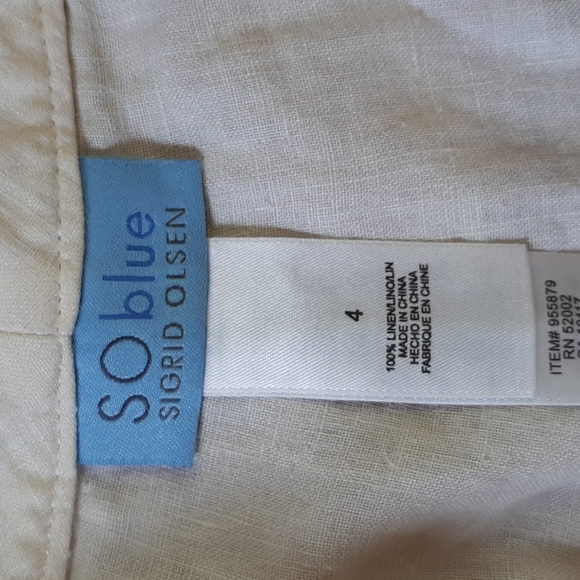 SO blue
SIGRID OLSEN
4
100% LINEN/LINO/LIN
MADE IN CHINA
HECHO EN CHINA
FABRIQUE EN CHINE
ITEM# 955879
RN 52002